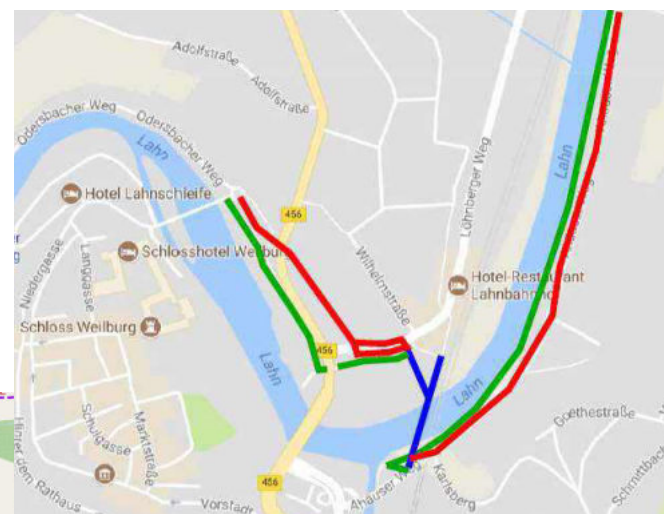 Adolfstraße
Adolfstraße
Odersbacher Weg
Odersbacher Weg
Lahn
Hotel Lahnschleife
456
Löhnberger Weg
Lahn
Niedergasse
Langgasse
Schlosshotel Weilburg
Wilhelmstraße
Hotel-Restaurant
Lahnbahnhof
Schloss Weilburg
456
Lahn
Lahn
Goethestraße
Schulgasse
Marktstraße
Hinter dem Rathaus
Ahäuser Weg
Karlsberg
456
Vorstadt